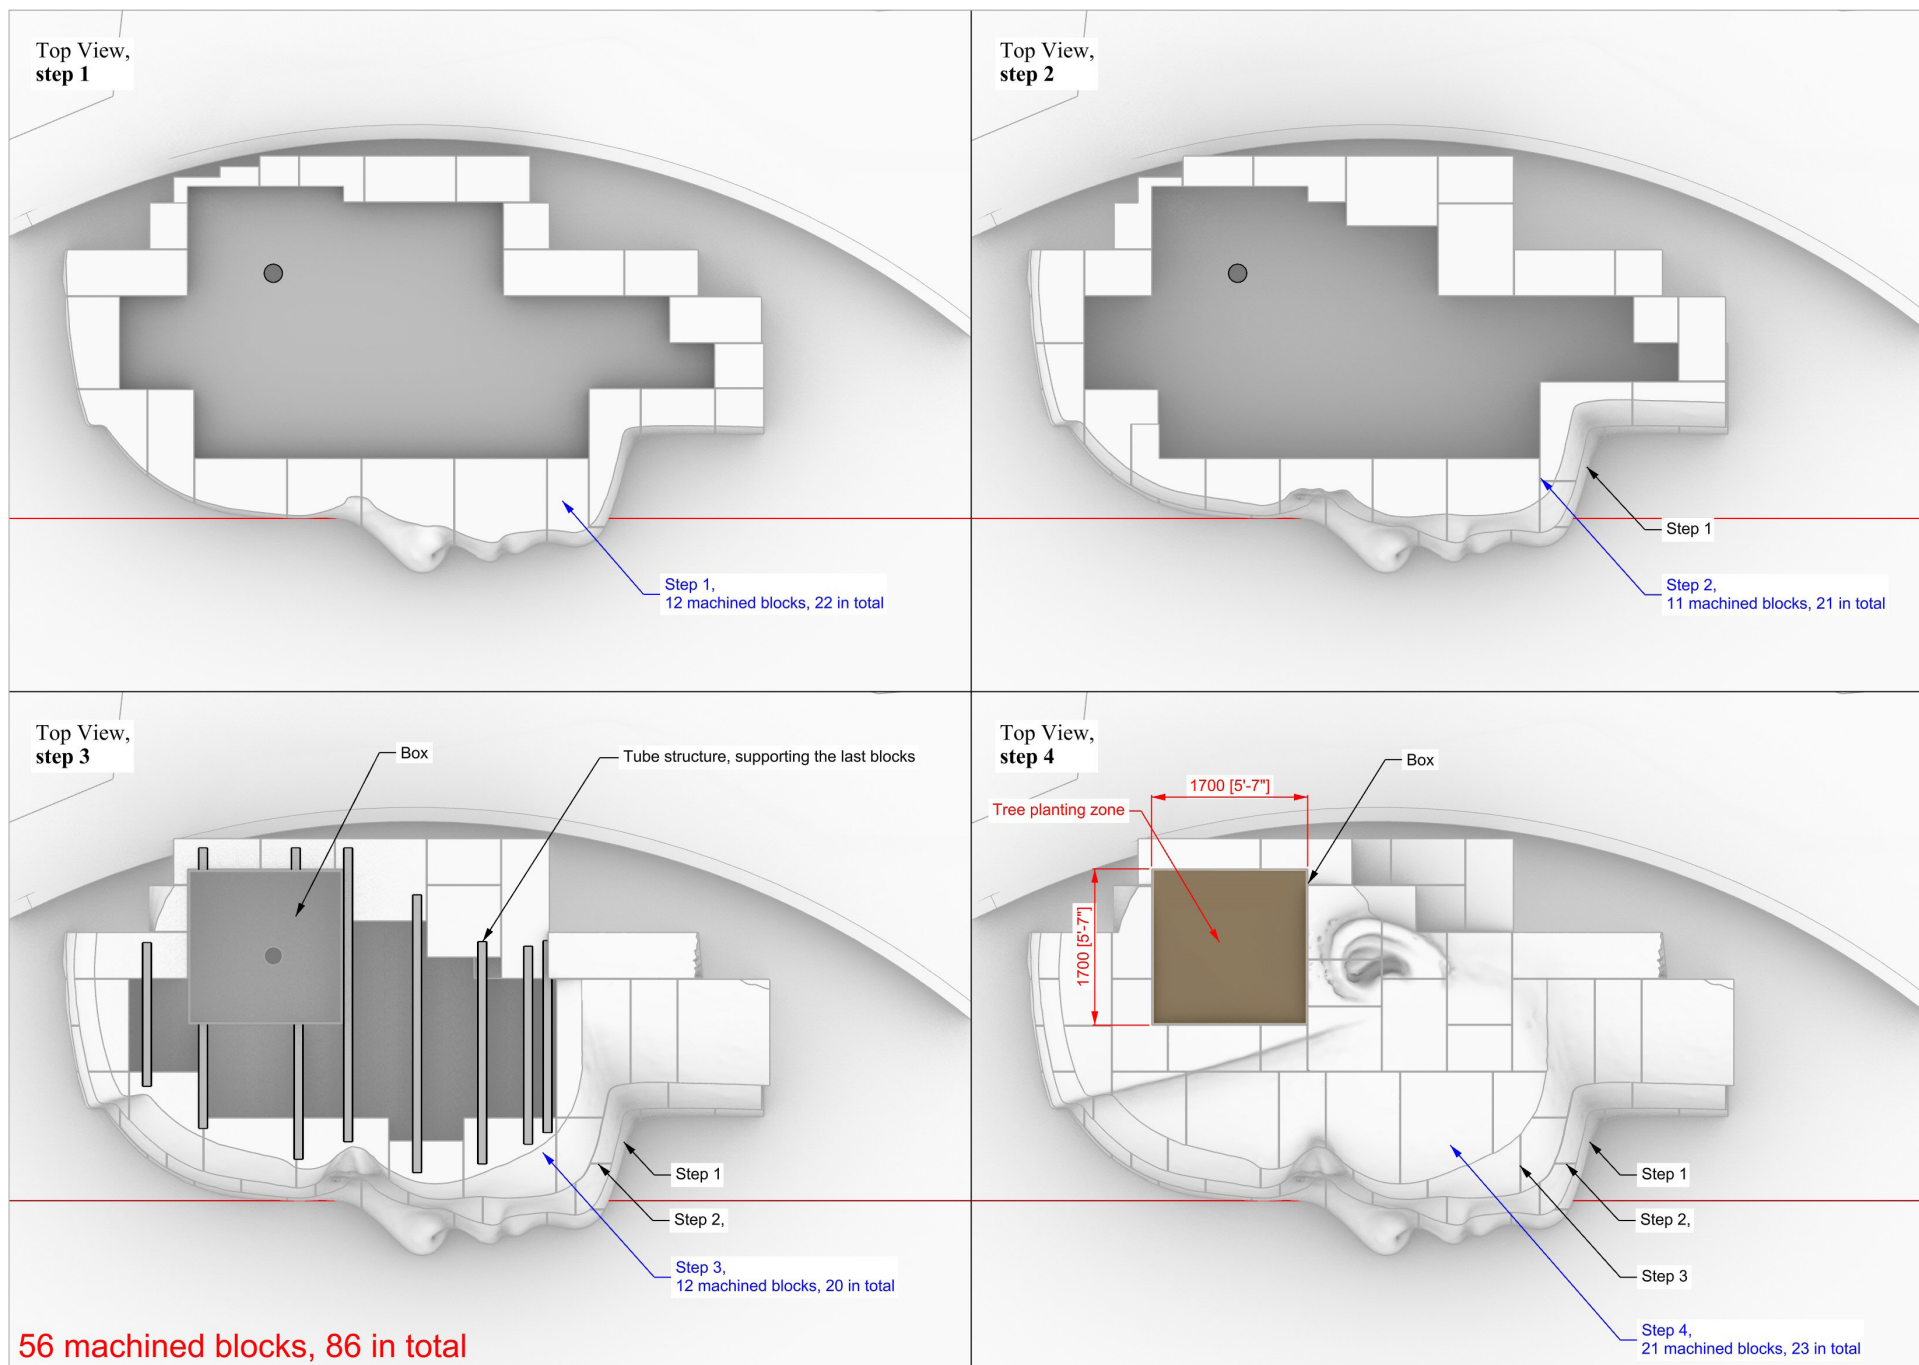 Top View,
step 1
Step 1,
12 machined blocks, 22 in total
Top View,
step 2
Step 1
Step 2,
11 machined blocks, 21 in total
Top View,
step 3
Box
Tube structure, supporting the last blocks
Step 1
Step 2,
Step 3,
12 machined blocks, 20 in total
56 machined blocks, 86 in total
Top View,
step 4
Box
1700 [5'-7"]
Tree planting zone
1700 [5'-7"]
Step 1
Step 2,
Step 3
Step 4,
21 machined blocks, 23 in total